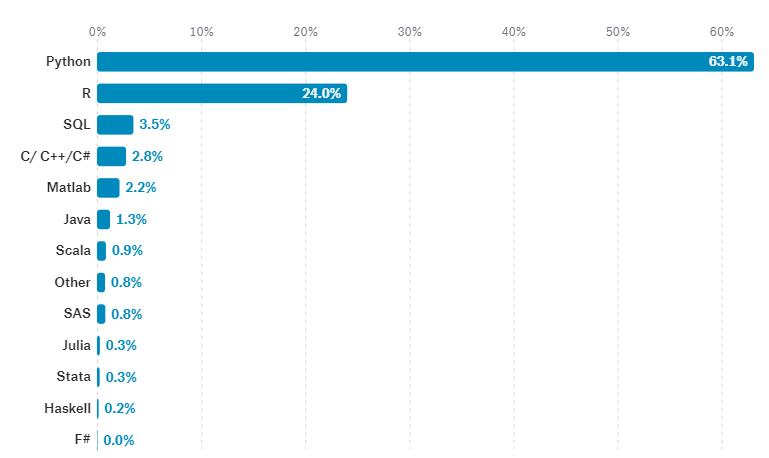 0% 10% 20% 30% 40% 50% 60%
Python 63.1%
R 24.0%
SQL 3.5%
C/ C++/C# 2.8%
Matlab 2.2%
Java 1.3%
Scala 0.9%
Other 0.8%
SAS 0.8%
Julia 0.3%
Stata 0.3%
Haskell 0.2%
F# 0.0%